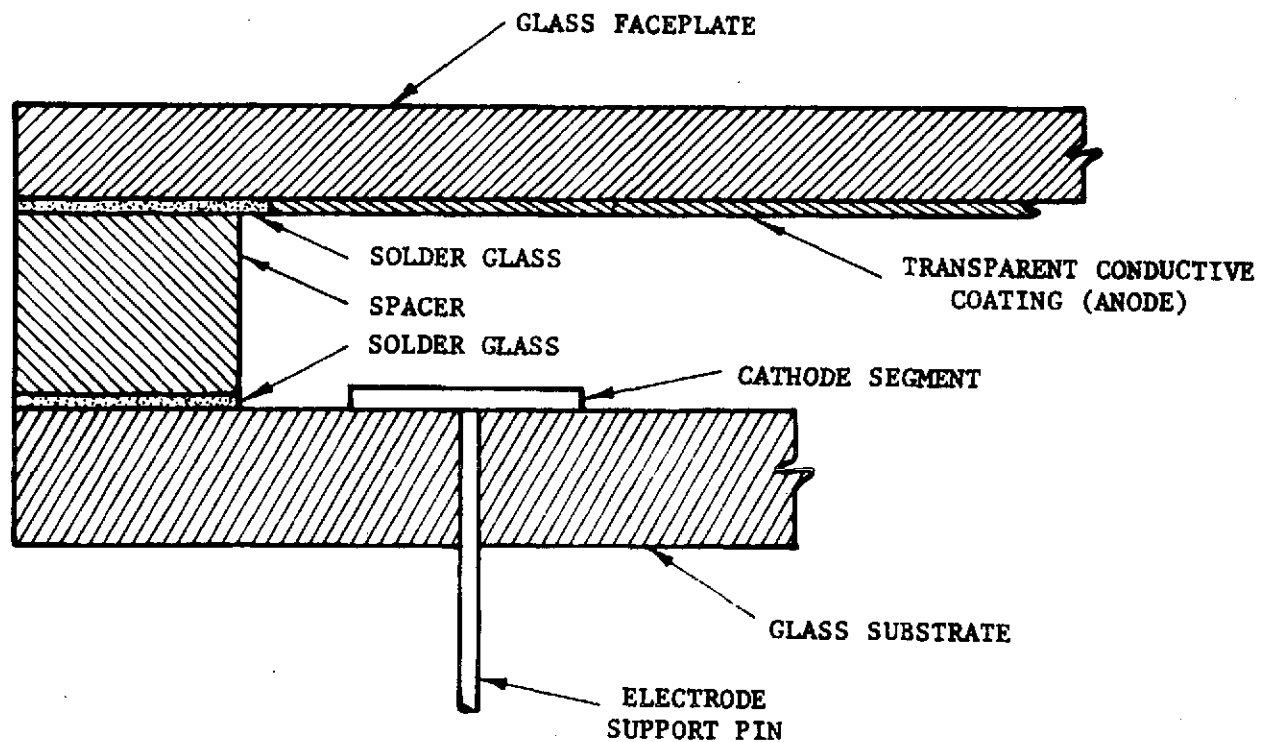 GLASS FACEPLATE
SOLDER GLASS
TRANSPARENT CONDUCTIVE
COATING (ANODE)
SPACER
SOLDER GLASS
CATHODE SEGMENT
GLASS SUBSTRATE
ELECTRODE
SUPPORT PIN